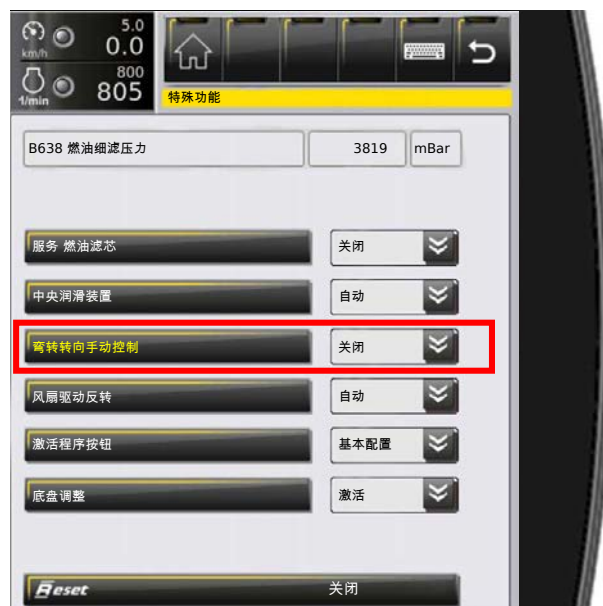 5.0
km/h 0.0
800
1/min 805
特殊功能
B638 燃油细滤压力 3819 mBar
服务 燃油滤芯 关闭
中央润滑装置 自动
弯转转向手动控制 关闭
风扇驱动反转 自动
激活程序按钮 基本配置
底盘调整 激活
Reset 关闭